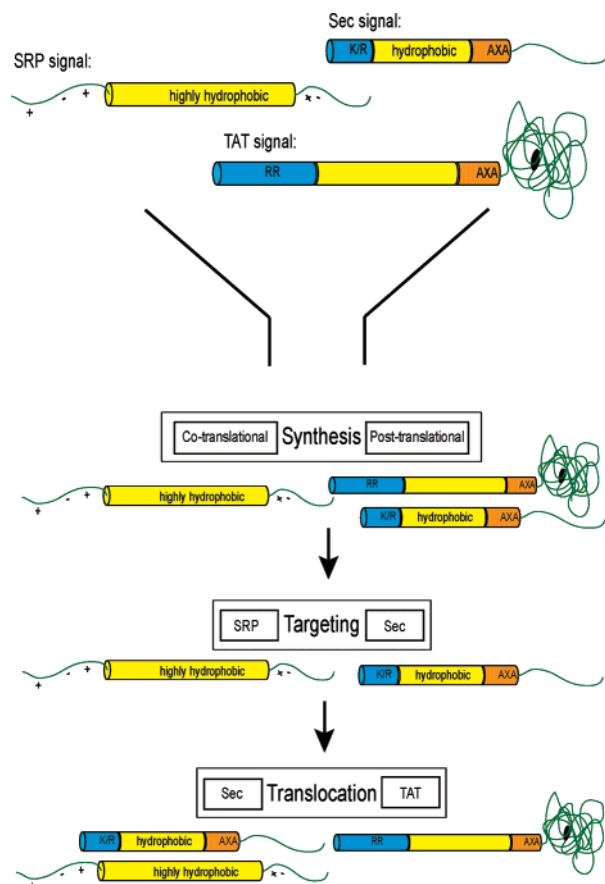 Sec signal:
K/R hydrophobic AXA
SRP signal:
+ - + highly hydrophobic + -
TAT signal:
RR AXA
Co-translational Synthesis Post-translational
RR AXA
+ - + highly hydrophobic + -
K/R hydrophobic AXA
SRP Targeting Sec
+ - + highly hydrophobic + -
K/R hydrophobic AXA
Sec Translocation TAT
K/R hydrophobic AXA
RR AXA
+ - + highly hydrophobic + -